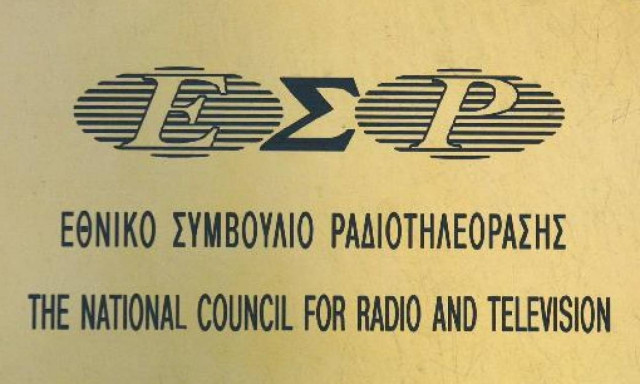 ΕΣΡ
ΕΘΝΙΚΟ ΣΥΜΒΟΥΛΙΟ ΡΑΔΙΟΤΗΛΕΟΡΑΣΗΣ
THE NATIONAL COUNCIL FOR RADIO AND TELEVISION